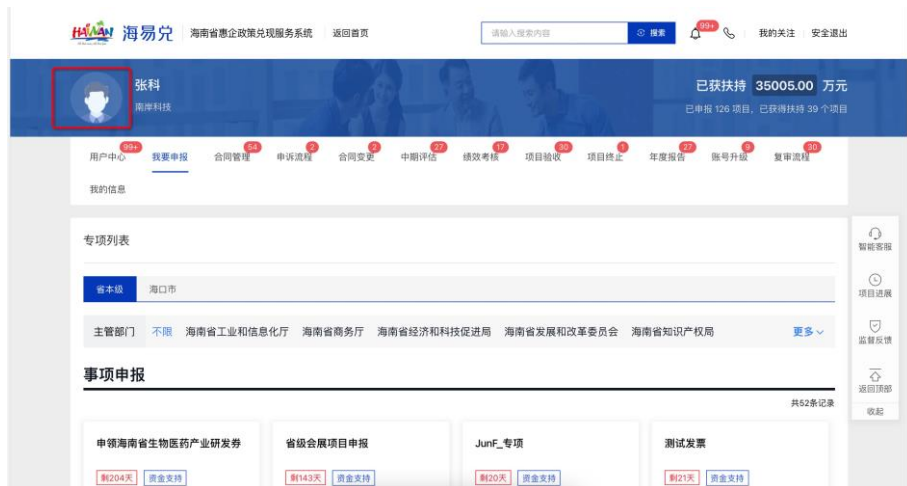 HAINAN 海易兑 海南省惠企政策兑现服务系统 返回首页 请输入搜索内容 搜索 99+ 我的关注 安全退出
张科
南岸科技
已获扶持 35005.00 万元
已申报 126 项目，已获得扶持 39 个项目
用户中心 99+ 我要申报 合同管理 54 申诉流程 2 合同变更 2 中期评估 27 绩效考核 17 项目验收 30 项目终止 1 年度报告 27 账号升级 9 复审流程 30
我的信息
专项列表
省本级 海口市
主管部门 不限 海南省工业和信息化厅 海南省商务厅 海南省经济和科技促进局 海南省发展和改革委员会 海南省知识产权局 更多
事项申报
共52条记录
申领海南省生物医药产业研发券 省级会展项目申报 JunF_专项 测试发票
剩204天 资金支持 剩143天 资金支持 剩20天 资金支持 剩21天 资金支持
智能客服
项目进展
监督反馈
返回顶部
收起